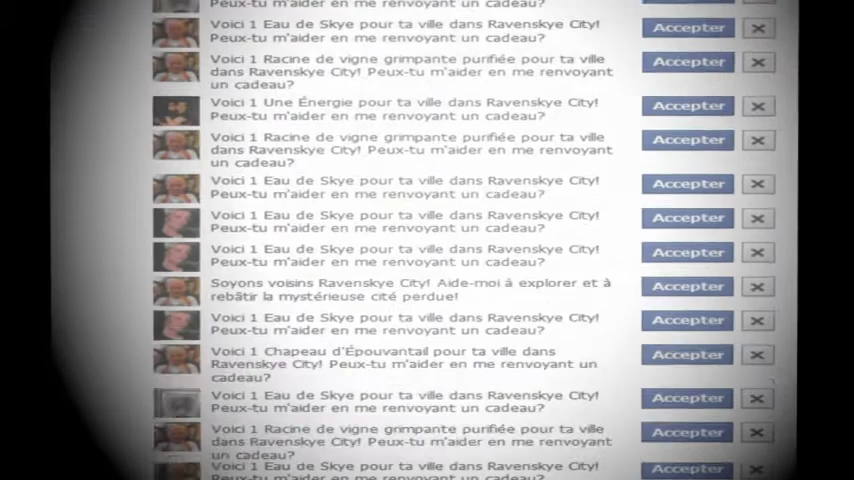 Peux-tu m'aider en me renvoyant un cadeau?
Voici 1 Eau de Skye pour ta ville dans Ravenskye City!
Peux-tu m'aider en me renvoyant un cadeau?
Accepter
Voici 1 Racine de vigne grimpante purifiée pour ta ville
dans Ravenskye City! Peux-tu m'aider en me renvoyant
un cadeau?
Accepter
Voici 1 Une Énergie pour ta ville dans Ravenskye City!
Peux-tu m'aider en me renvoyant un cadeau?
Accepter
Voici 1 Racine de vigne grimpante purifiée pour ta ville
dans Ravenskye City! Peux-tu m'aider en me renvoyant
un cadeau?
Accepter
Voici 1 Eau de Skye pour ta ville dans Ravenskye City!
Peux-tu m'aider en me renvoyant un cadeau?
Accepter
Voici 1 Eau de Skye pour ta ville dans Ravenskye City!
Peux-tu m'aider en me renvoyant un cadeau?
Accepter
Voici 1 Eau de Skye pour ta ville dans Ravenskye City!
Peux-tu m'aider en me renvoyant un cadeau?
Accepter
Soyons voisins Ravenskye City! Aide-moi à explorer et à
rebâtir la mystérieuse cité perdue!
Accepter
Voici 1 Eau de Skye pour ta ville dans Ravenskye City!
Peux-tu m'aider en me renvoyant un cadeau?
Accepter
Voici 1 Chapeau d'Épouvantail pour ta ville dans
Ravenskye City! Peux-tu m'aider en me renvoyant un
cadeau?
Accepter
Voici 1 Eau de Skye pour ta ville dans Ravenskye City!
Peux-tu m'aider en me renvoyant un cadeau?
Accepter
Voici 1 Racine de vigne grimpante purifiée pour ta ville
dans Ravenskye City! Peux-tu m'aider en me renvoyant
un cadeau?
Accepter
Voici 1 Eau de Skye pour ta ville dans Ravenskye City!
Peux-tu m'aider en me renvoyant un cadeau?
Accepter